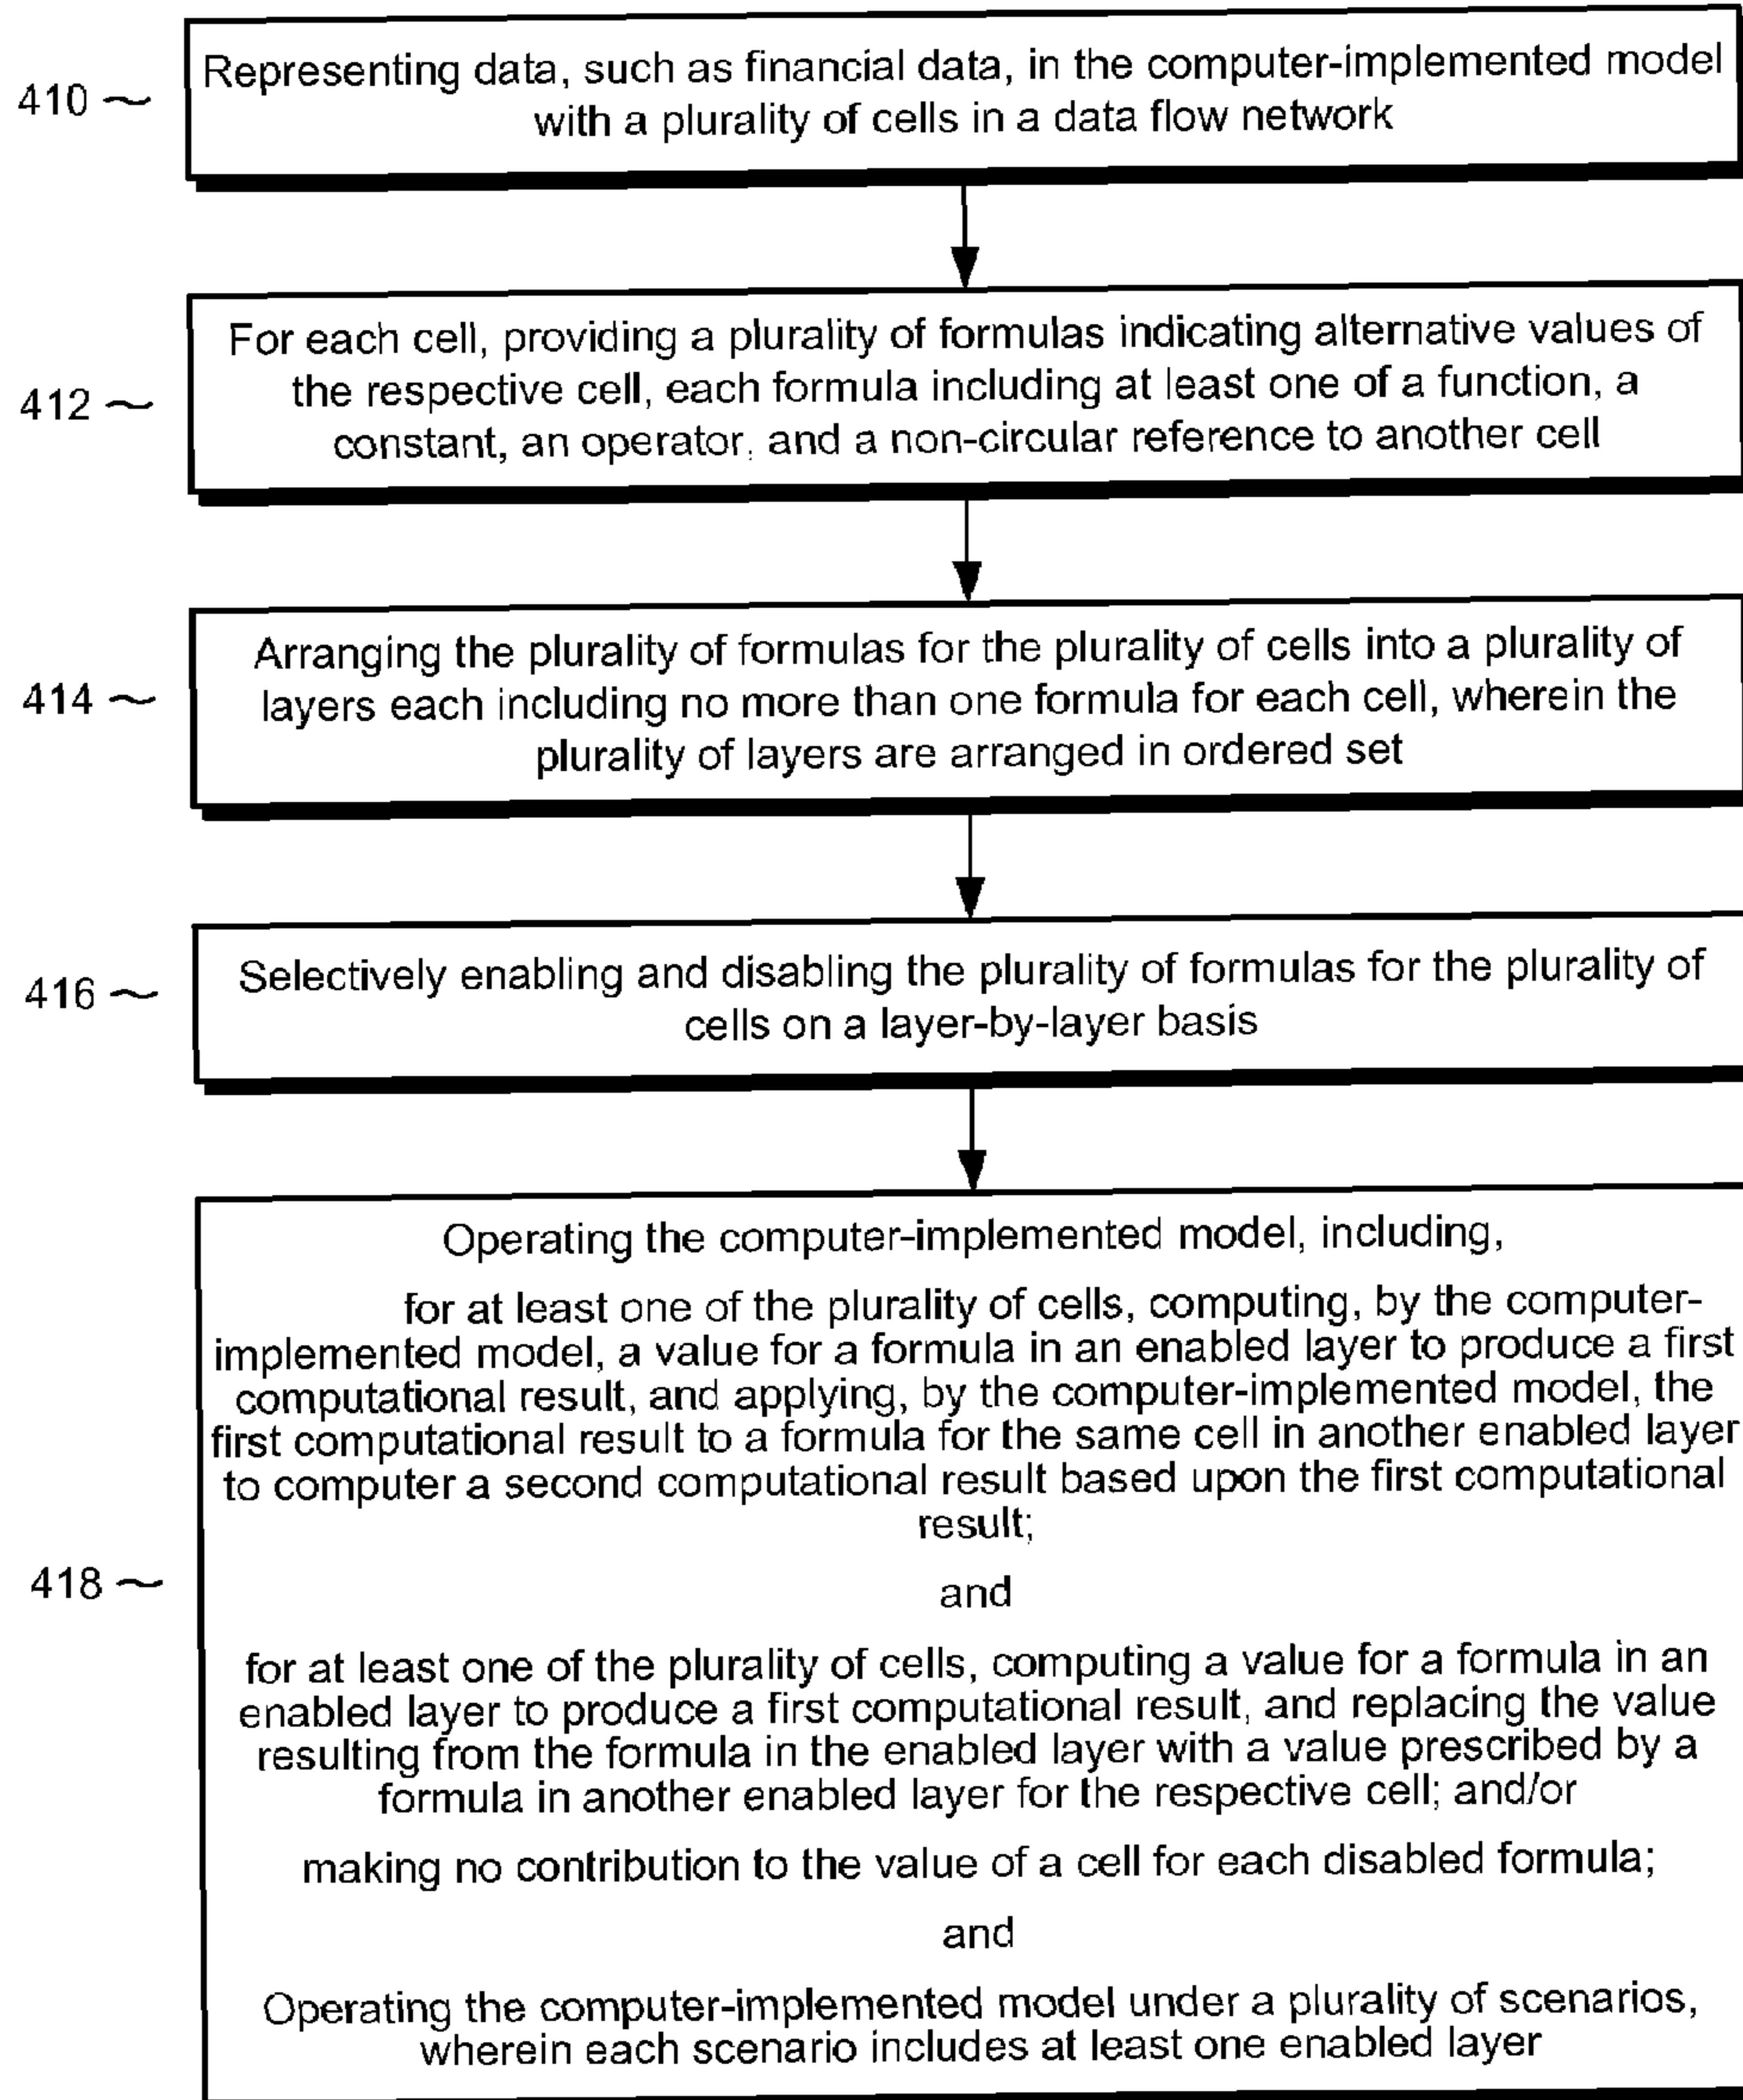 410 ~
Representing data, such as financial data, in the computer-implemented model
with a plurality of cells in a data flow network
412 ~
For each cell, providing a plurality of formulas indicating alternative values of
the respective cell, each formula including at least one of a function, a
constant, an operator, and a non-circular reference to another cell
414 ~
Arranging the plurality of formulas for the plurality of cells into a plurality of
layers each including no more than one formula for each cell, wherein the
plurality of layers are arranged in ordered set
416 ~
Selectively enabling and disabling the plurality of formulas for the plurality of
cells on a layer-by-layer basis
418 ~
Operating the computer-implemented model, including,
for at least one of the plurality of cells, computing, by the computer-
implemented model, a value for a formula in an enabled layer to produce a first
computational result, and applying, by the computer-implemented model, the
first computational result to a formula for the same cell in another enabled layer
to computer a second computational result based upon the first computational
result;
and
for at least one of the plurality of cells, computing a value for a formula in an
enabled layer to produce a first computational result, and replacing the value
resulting from the formula in the enabled layer with a value prescribed by a
formula in another enabled layer for the respective cell; and/or
making no contribution to the value of a cell for each disabled formula;
and
Operating the computer-implemented model under a plurality of scenarios,
wherein each scenario includes at least one enabled layer